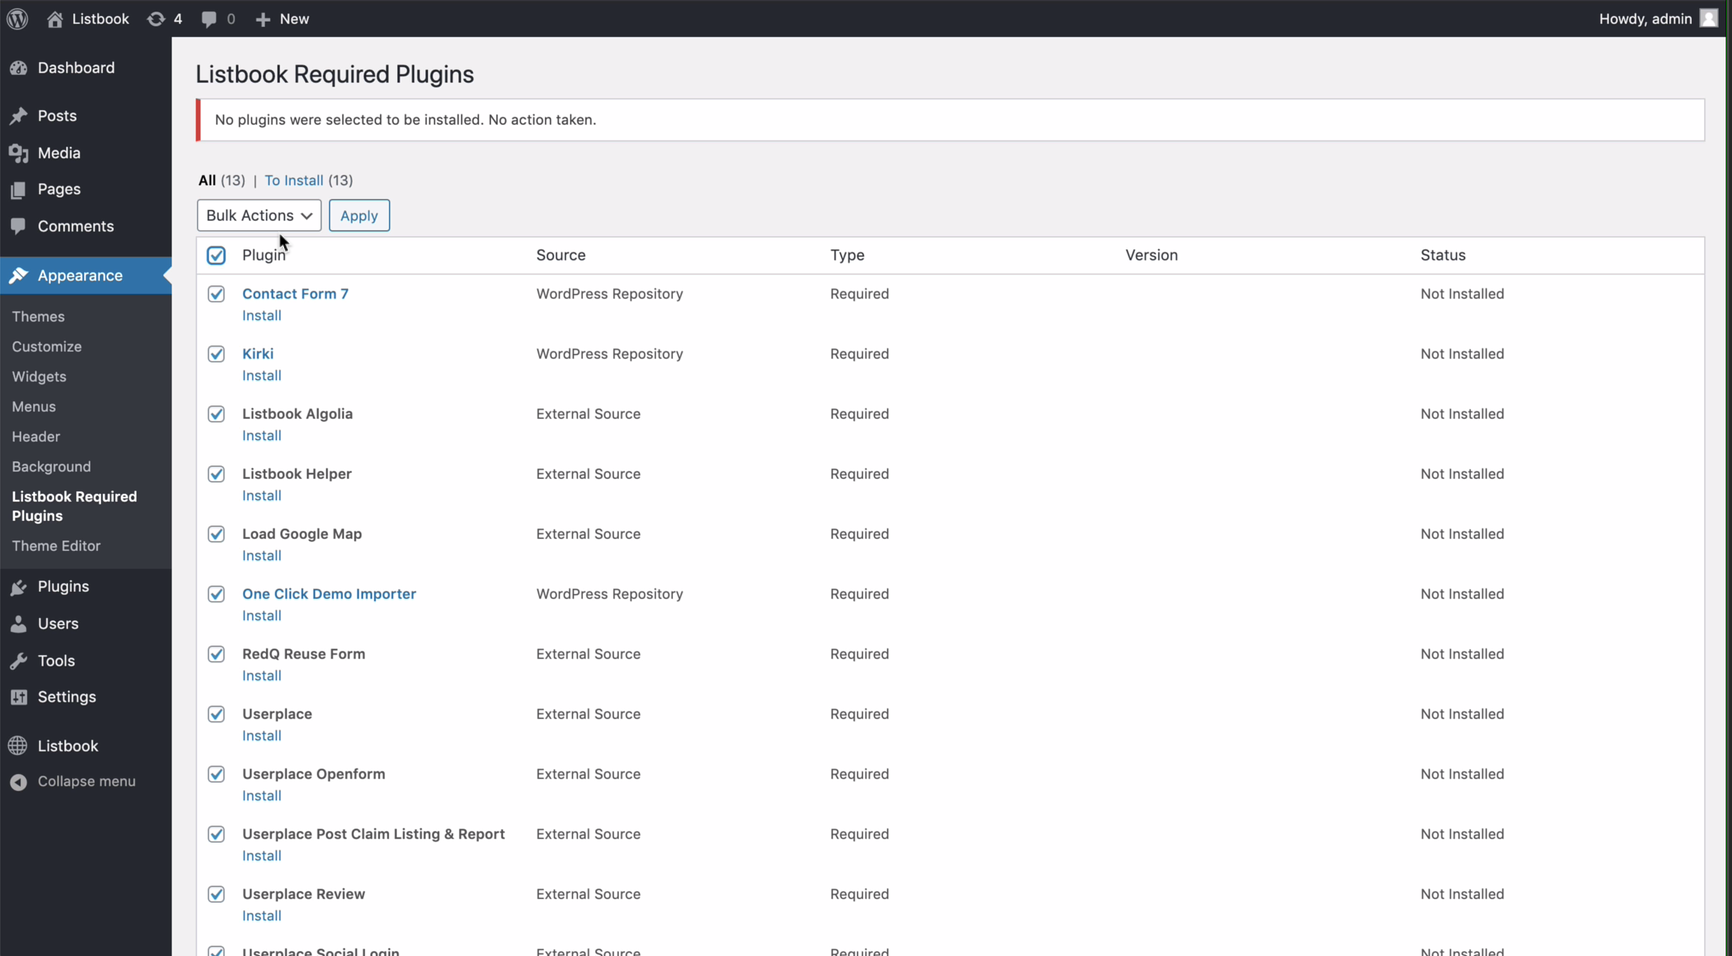 Listbook 4 0 New Howdy, admin
Dashboard
Posts
Media
Pages
Comments
Appearance
Themes
Customize
Widgets
Menus
Header
Background
Listbook Required
Plugins
Theme Editor
Plugins
Users
Tools
Settings
Listbook
Collapse menu
Listbook Required Plugins
No plugins were selected to be installed. No action taken.
All (13) | To Install (13)
Bulk Actions Apply
Plugin Source Type Version Status
Contact Form 7 WordPress Repository Required Not Installed
Install
Kirki WordPress Repository Required Not Installed
Install
Listbook Algolia External Source Required Not Installed
Install
Listbook Helper External Source Required Not Installed
Install
Load Google Map External Source Required Not Installed
Install
One Click Demo Importer WordPress Repository Required Not Installed
Install
RedQ Reuse Form External Source Required Not Installed
Install
Userplace External Source Required Not Installed
Install
Userplace Openform External Source Required Not Installed
Install
Userplace Post Claim Listing & Report External Source Required Not Installed
Install
Userplace Review External Source Required Not Installed
Install
Userplace Social Login External Source Required Not Installed